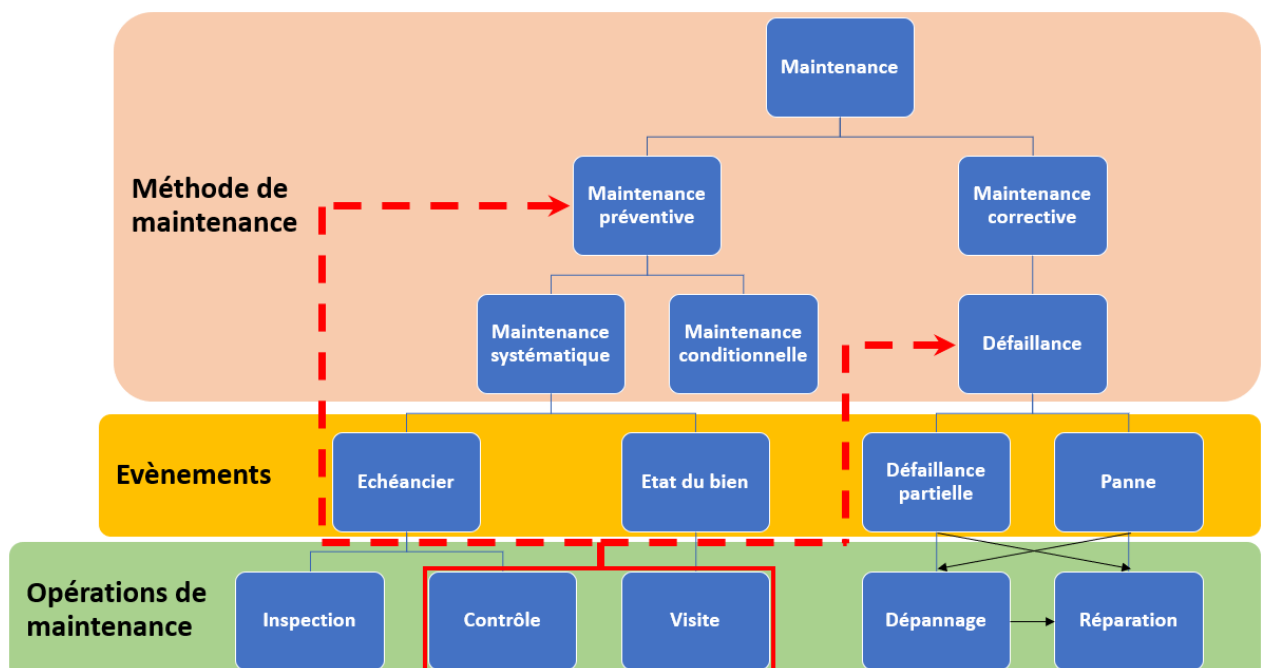 Maintenance
Méthode de
maintenance
Maintenance
préventive
Maintenance
corrective
Maintenance
systématique
Maintenance
conditionnelle
Défaillance
Evènements
Echéancier
Etat du bien
Défaillance
partielle
Panne
Opérations de
maintenance
Inspection
Contrôle
Visite
Dépannage
Réparation